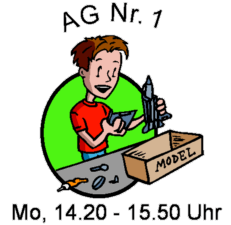 AG Nr. 1
MODEL
Mo, 14.20 - 15.50 Uhr